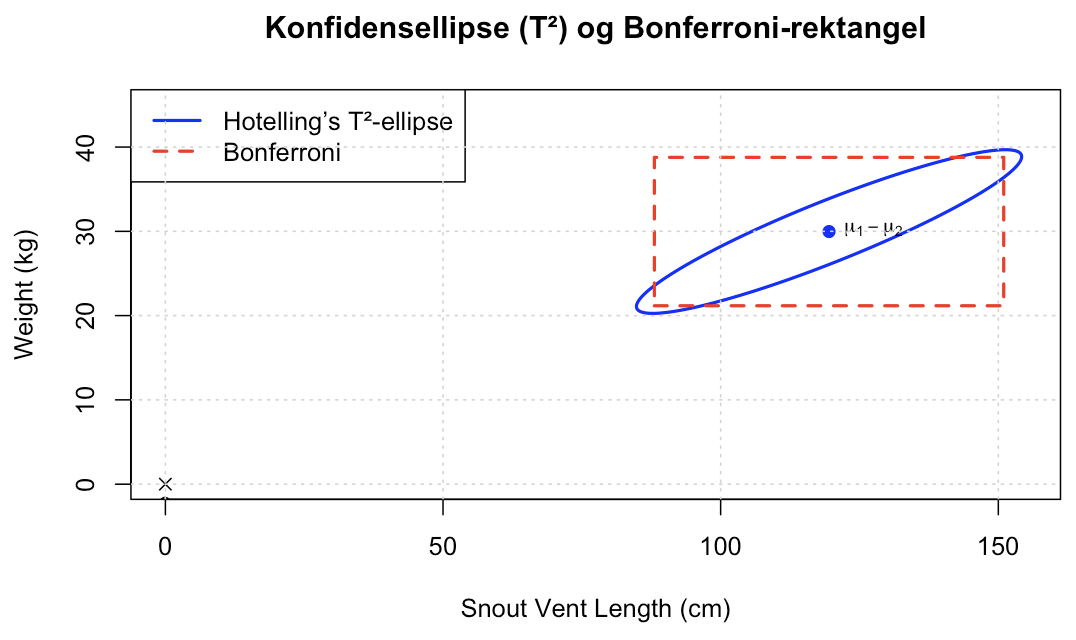 Konfidensellipse (T²) og Bonferroni-rektangel
Hotelling’s T²-ellipse
Bonferroni
Weight (kg)
40
30
20
10
0
μ₁ − μ₂
0 50 100 150
Snout Vent Length (cm)